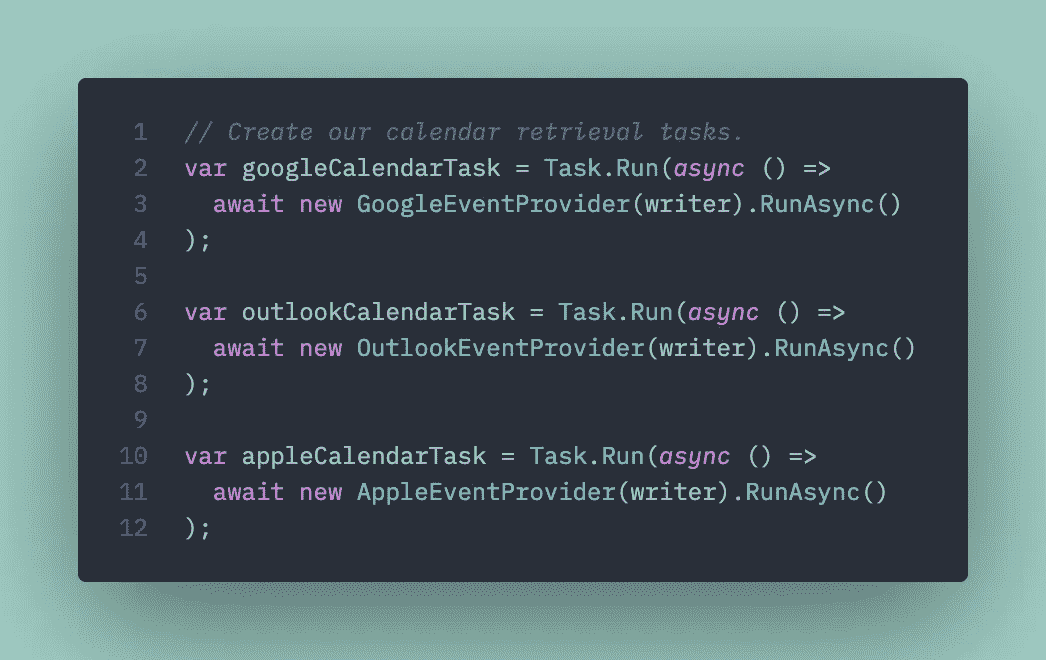 1 // Create our calendar retrieval tasks.
2 var googleCalendarTask = Task.Run(async () =>
3   await new GoogleEventProvider(writer).RunAsync()
4 );
5
6 var outlookCalendarTask = Task.Run(async () =>
7   await new OutlookEventProvider(writer).RunAsync()
8 );
9
10 var appleCalendarTask = Task.Run(async () =>
11   await new AppleEventProvider(writer).RunAsync()
12 );